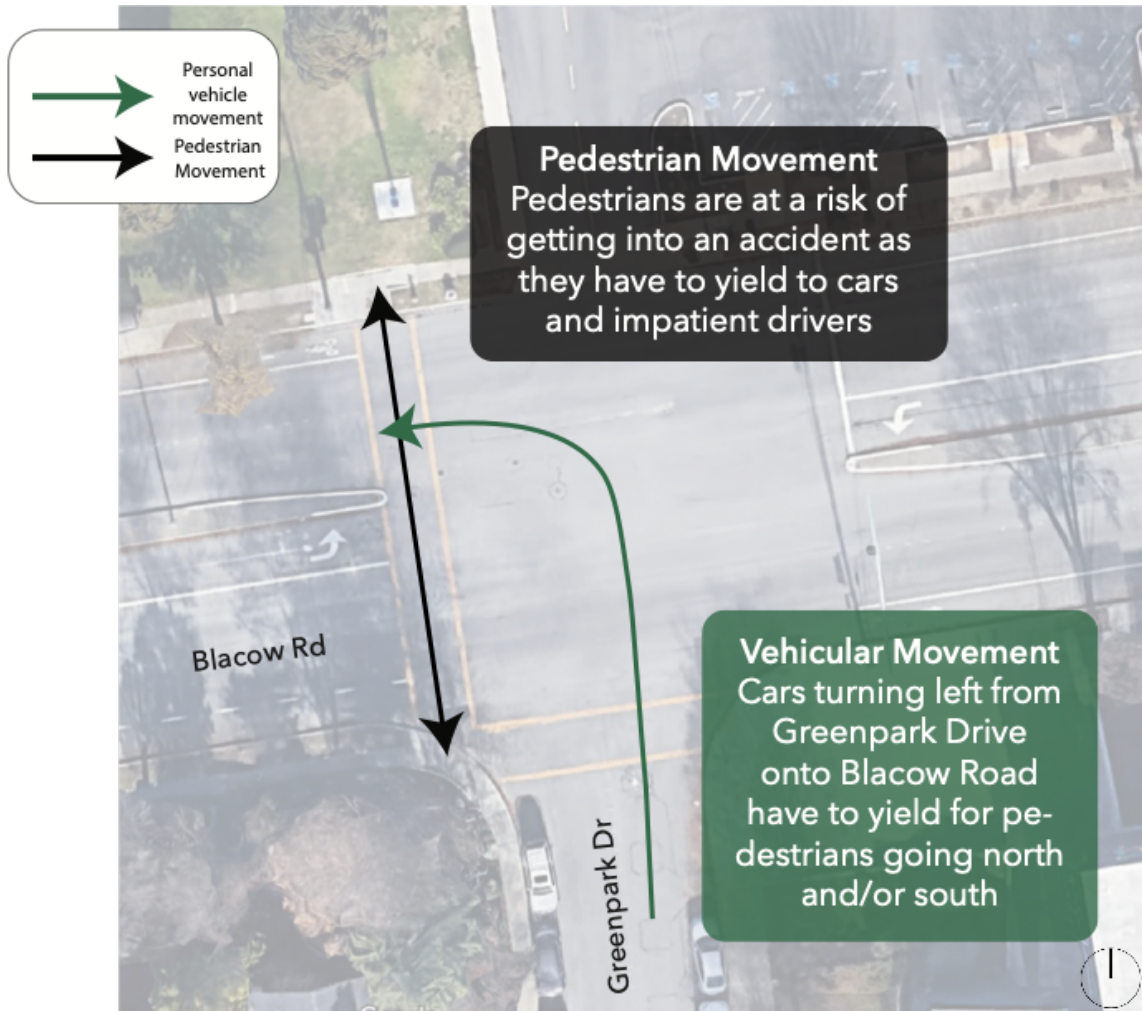 Personal
vehicle
movement
Pedestrian
Movement
Pedestrian Movement
Pedestrians are at a risk of
getting into an accident as
they have to yield to cars
and impatient drivers
Blacow Rd
Vehicular Movement
Cars turning left from
Greenpark Drive
onto Blacow Road
have to yield for pe-
destrians going north
and/or south
Greenpark Dr